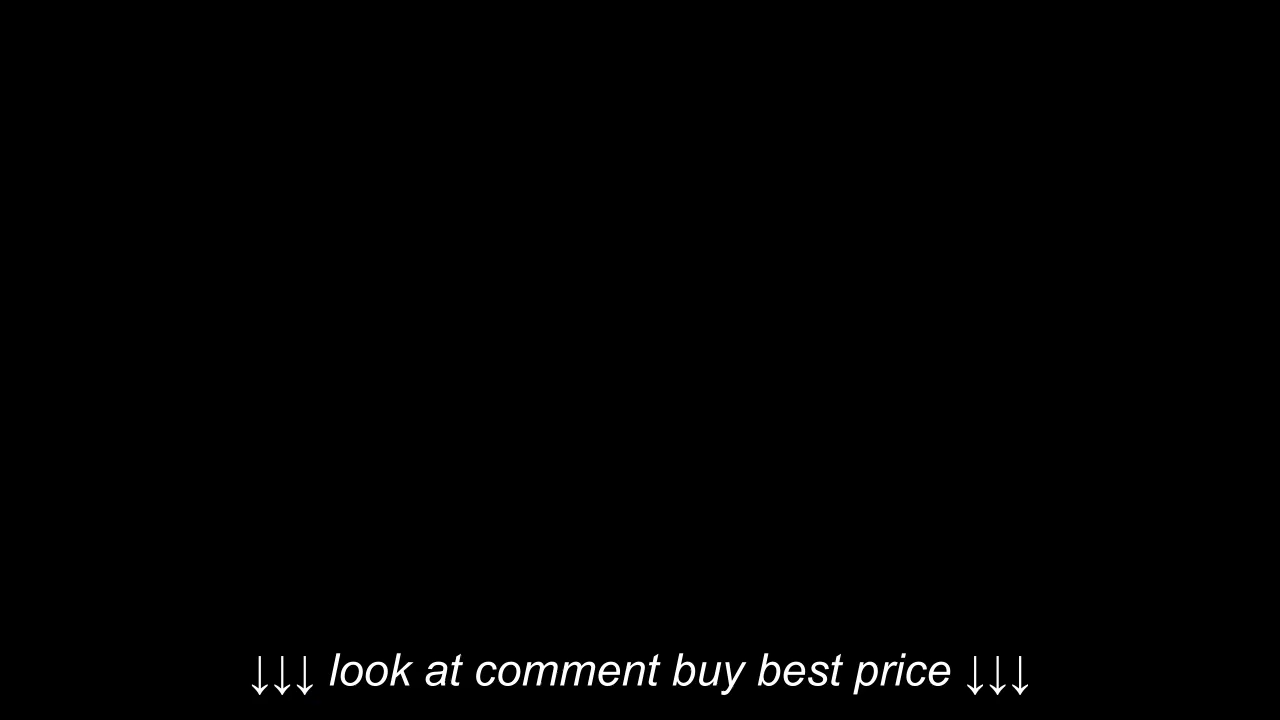 ↓↓↓ look at comment buy best price ↓↓↓